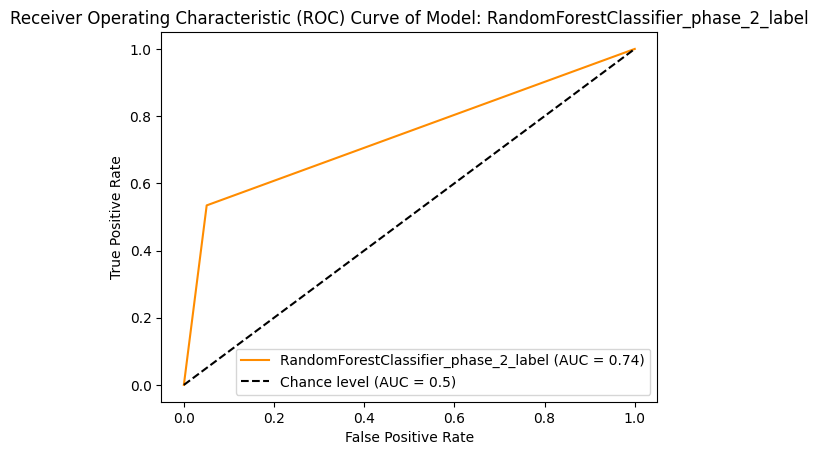 Receiver Operating Characteristic (ROC) Curve of Model: RandomForestClassifier_phase_2_label
1.0
0.8
0.6
0.4
0.2
0.0
True Positive Rate
RandomForestClassifier_phase_2_label (AUC = 0.74)
Chance level (AUC = 0.5)
0.0 0.2 0.4 0.6 0.8 1.0
False Positive Rate